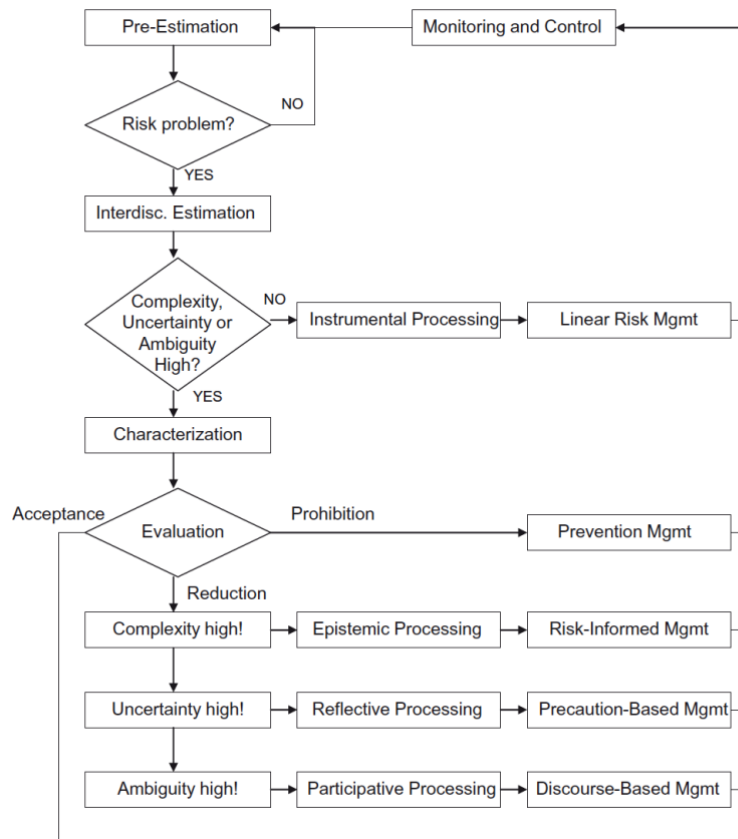 Pre-Estimation
Monitoring and Control
NO
Risk problem?
YES
Interdisc. Estimation
Complexity,
Uncertainty or
Ambiguity
High?
NO
Instrumental Processing
Linear Risk Mgmt
YES
Characterization
Acceptance
Evaluation
Prohibition
Prevention Mgmt
Reduction
Complexity high!
Epistemic Processing
Risk-Informed Mgmt
Uncertainty high!
Reflective Processing
Precaution-Based Mgmt
Ambiguity high!
Participative Processing
Discourse-Based Mgmt